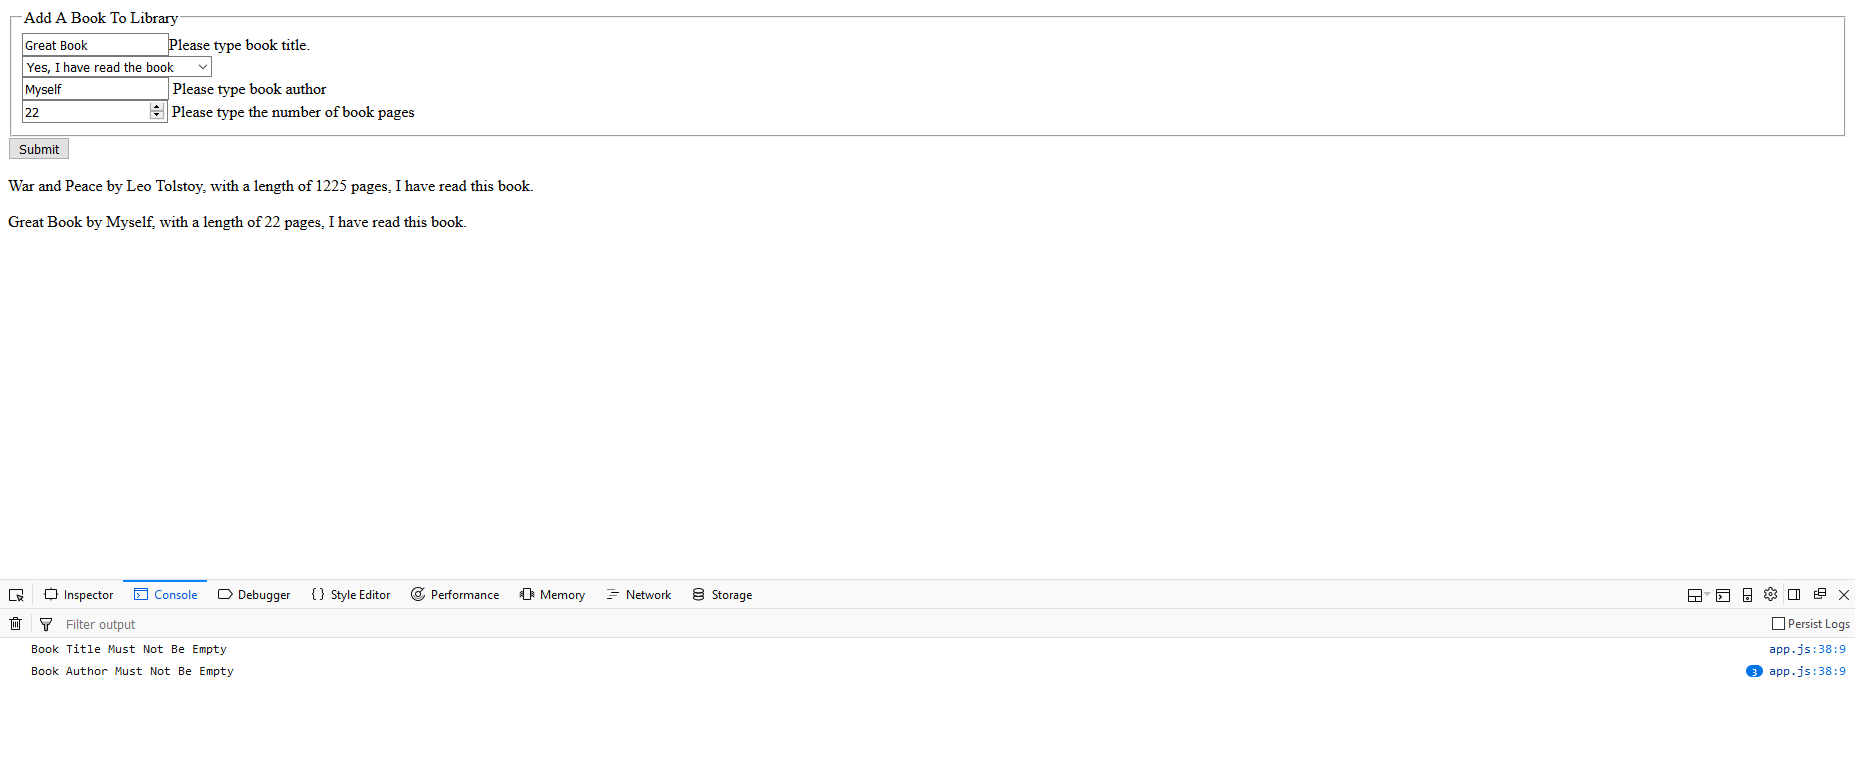 Add A Book To Library
Great Book Please type book title.
Yes, I have read the book
Myself Please type book author
22 Please type the number of book pages
Submit
War and Peace by Leo Tolstoy, with a length of 1225 pages, I have read this book.
Great Book by Myself, with a length of 22 pages, I have read this book.
Inspector Console Debugger Style Editor Performance Memory Network Storage
Filter output Persist Logs
Book Title Must Not Be Empty app.js:38:9
Book Author Must Not Be Empty 3 app.js:38:9